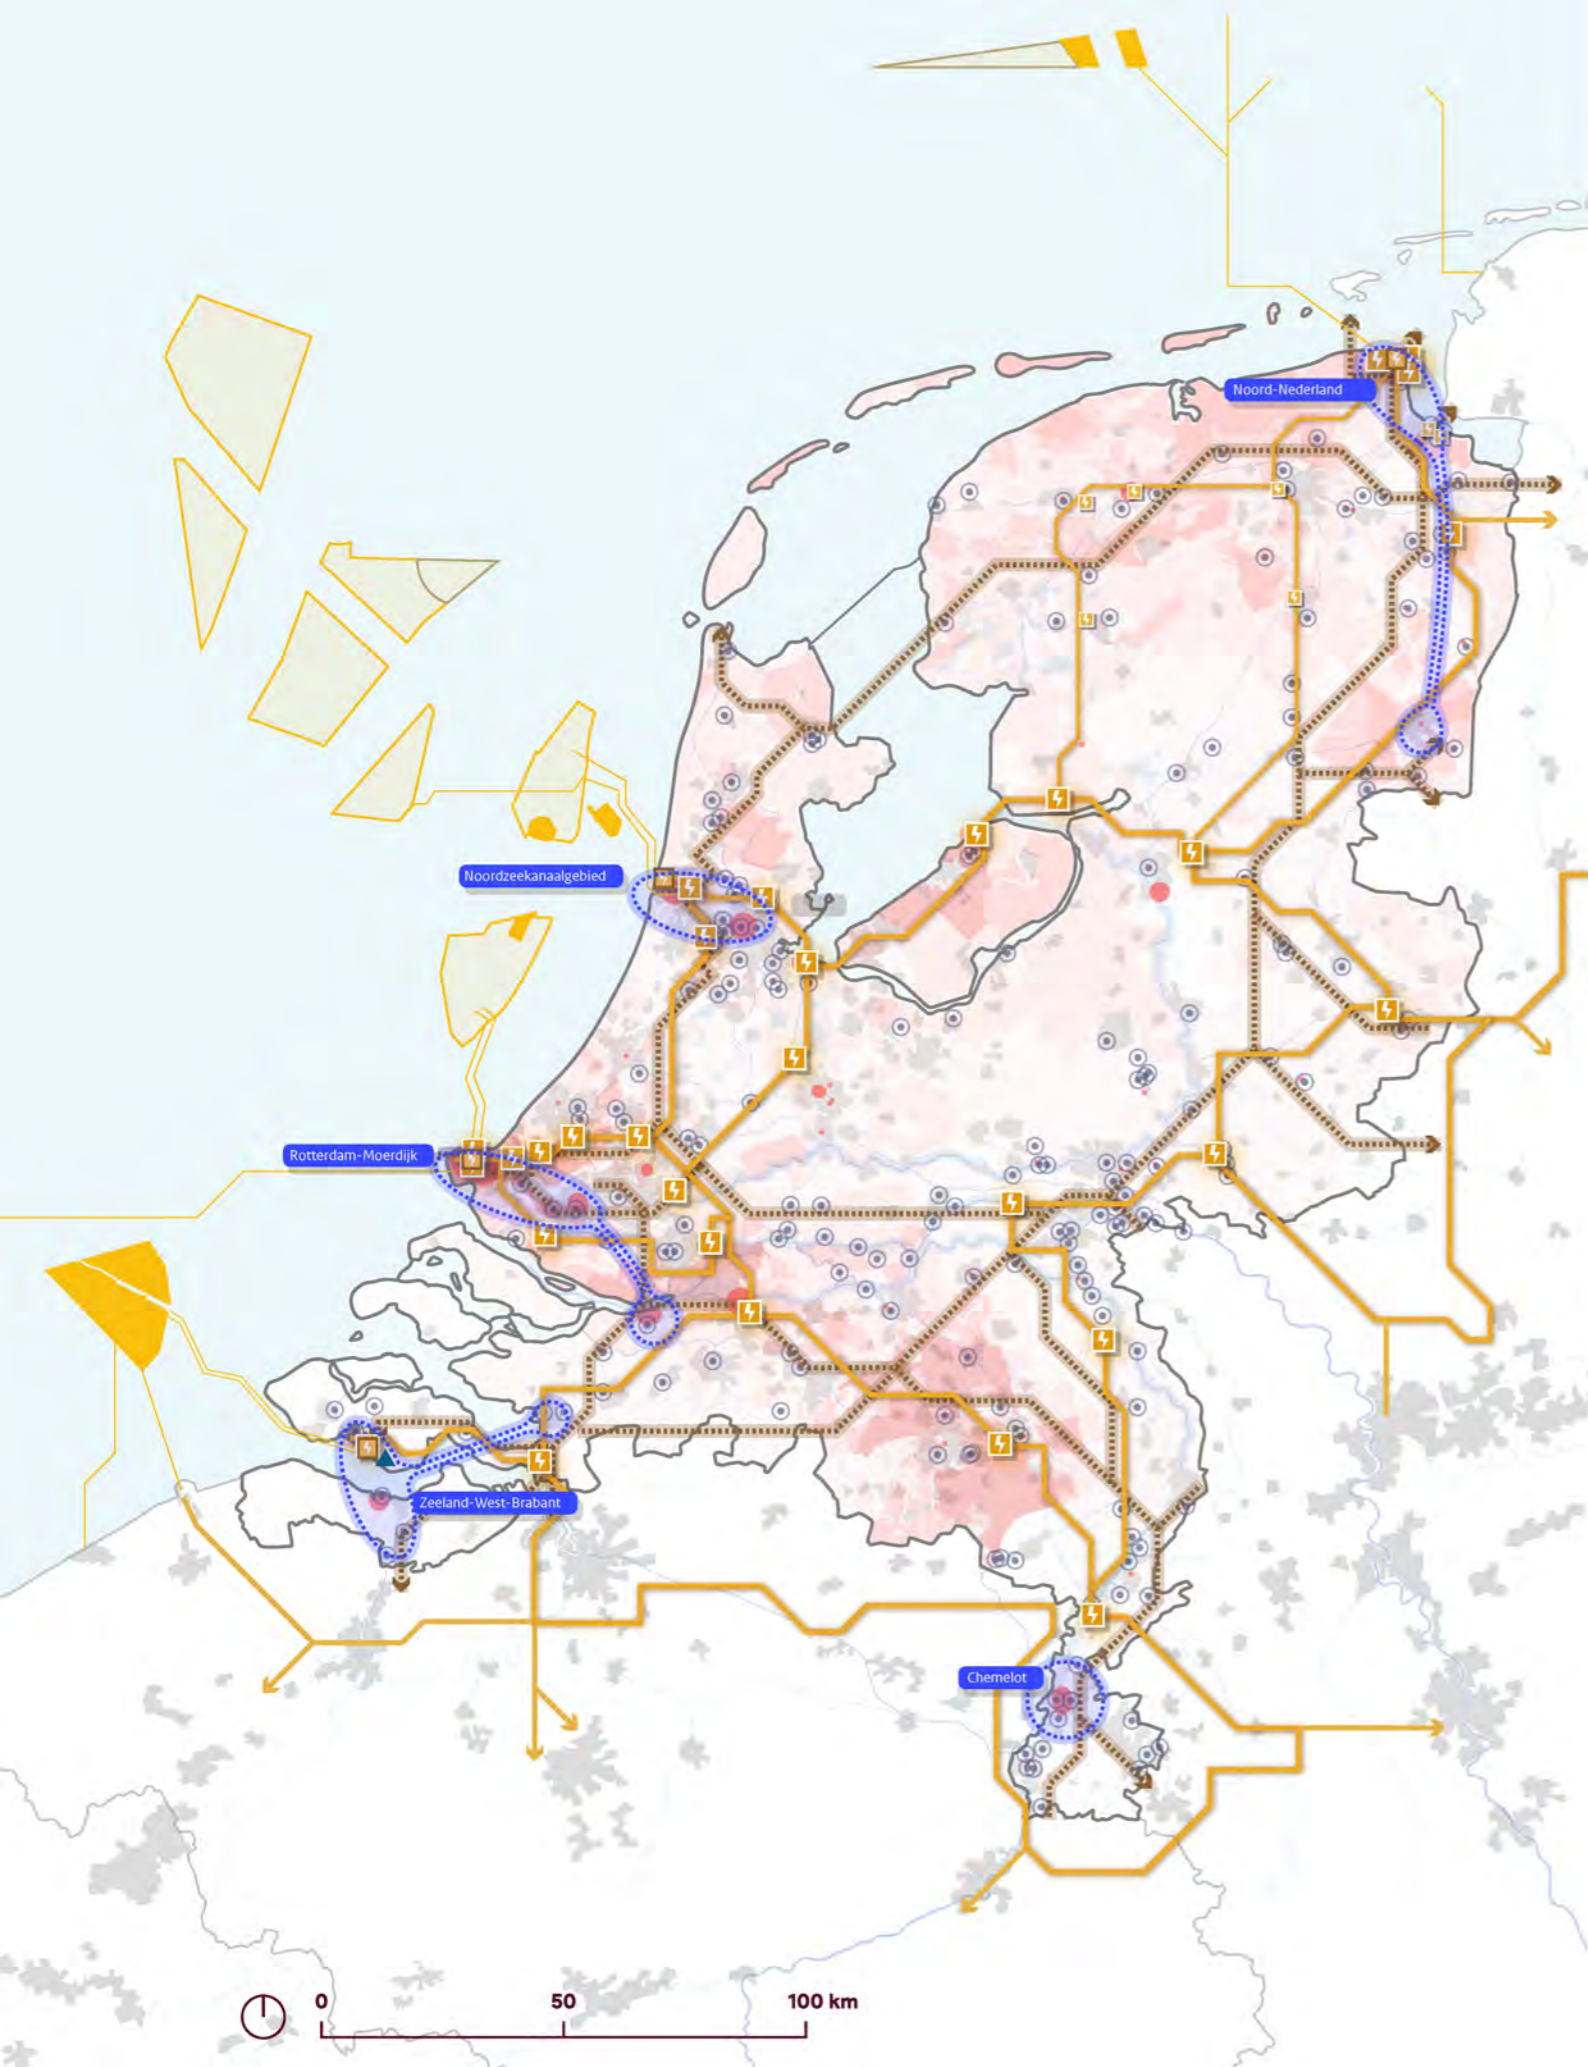 Noord-Nederland
Noordzeekanaalgebied
Rotterdam-Moerdijk
Zeeland-West-Brabant
Chemelot
0 50 100 km